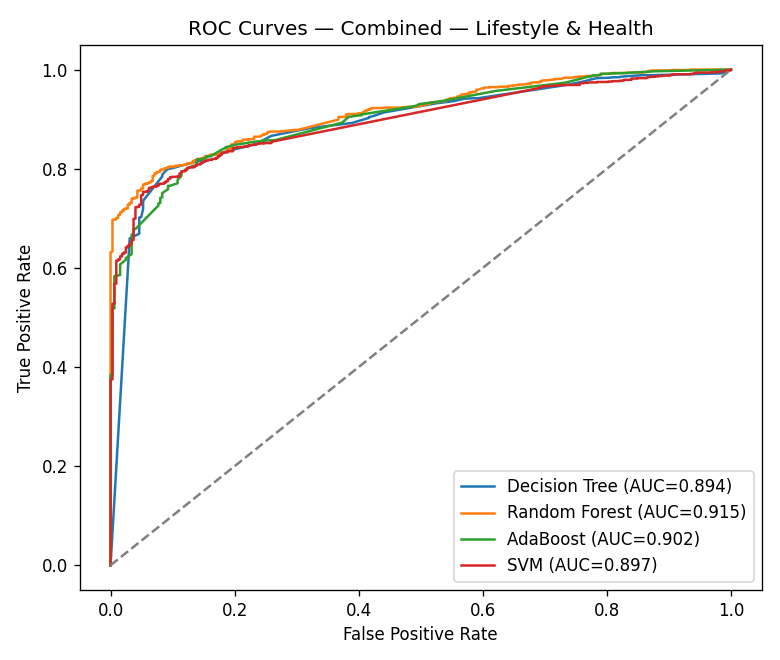 ROC Curves — Combined — Lifestyle & Health
True Positive Rate
1.0
0.8
0.6
0.4
0.2
0.0
Decision Tree (AUC=0.894)
Random Forest (AUC=0.915)
AdaBoost (AUC=0.902)
SVM (AUC=0.897)
0.0 0.2 0.4 0.6 0.8 1.0
False Positive Rate